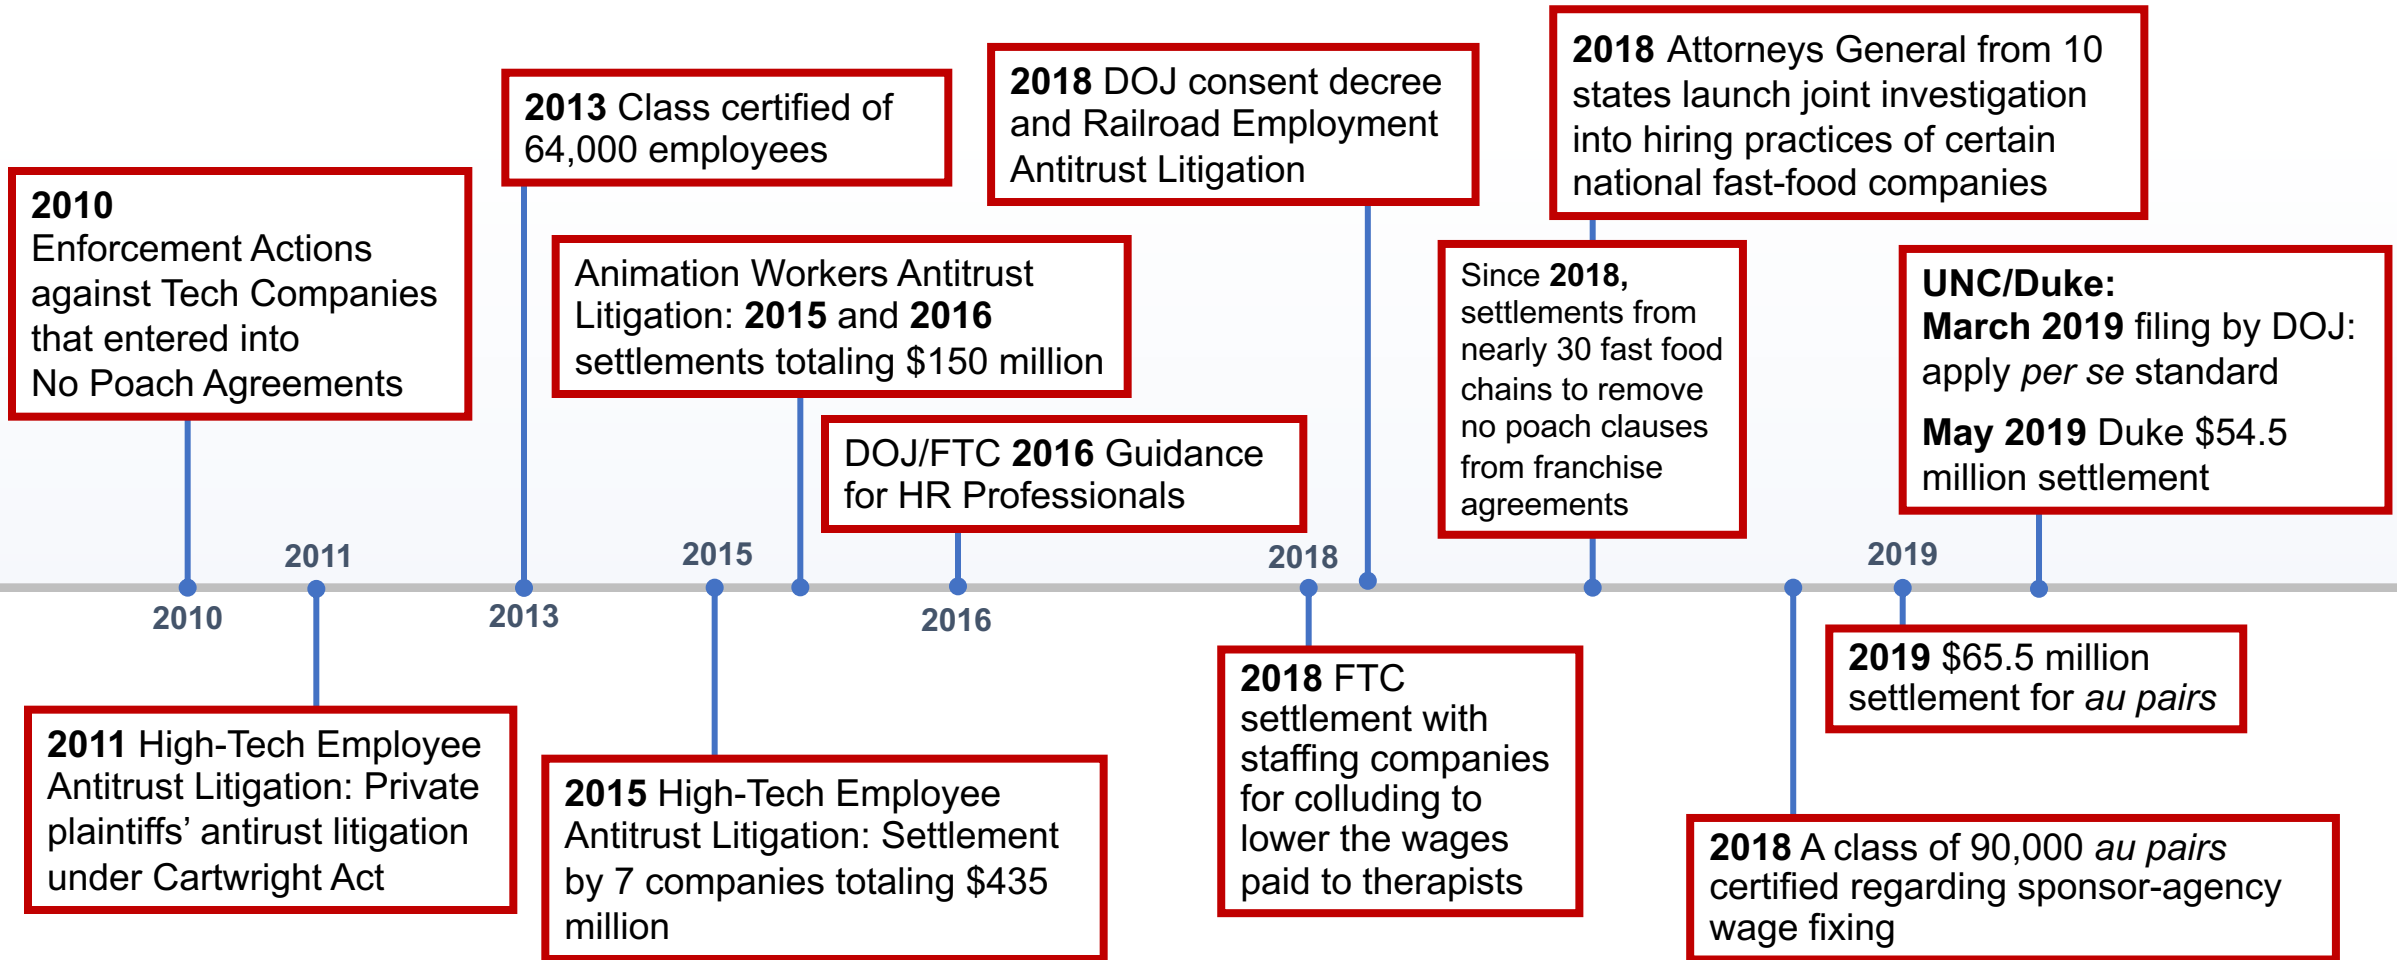 2010
Enforcement Actions
against Tech Companies
that entered into
No Poach Agreements
2013 Class certified of
64,000 employees
Animation Workers Antitrust
Litigation: 2015 and 2016
settlements totaling $150 million
DOJ/FTC 2016 Guidance
for HR Professionals
2018 DOJ consent decree
and Railroad Employment
Antitrust Litigation
2018 Attorneys General from 10
states launch joint investigation
into hiring practices of certain
national fast-food companies
Since 2018,
settlements from
nearly 30 fast food
chains to remove
no poach clauses
from franchise
agreements
UNC/Duke:
March 2019 filing by DOJ:
apply per se standard
May 2019 Duke $54.5
million settlement
2010
2011
2013
2015
2016
2018
2019
2011 High-Tech Employee
Antitrust Litigation: Private
plaintiffs’ antirust litigation
under Cartwright Act
2015 High-Tech Employee
Antitrust Litigation: Settlement
by 7 companies totaling $435
million
2018 FTC
settlement with
staffing companies
for colluding to
lower the wages
paid to therapists
2019 $65.5 million
settlement for au pairs
2018 A class of 90,000 au pairs
certified regarding sponsor-agency
wage fixing